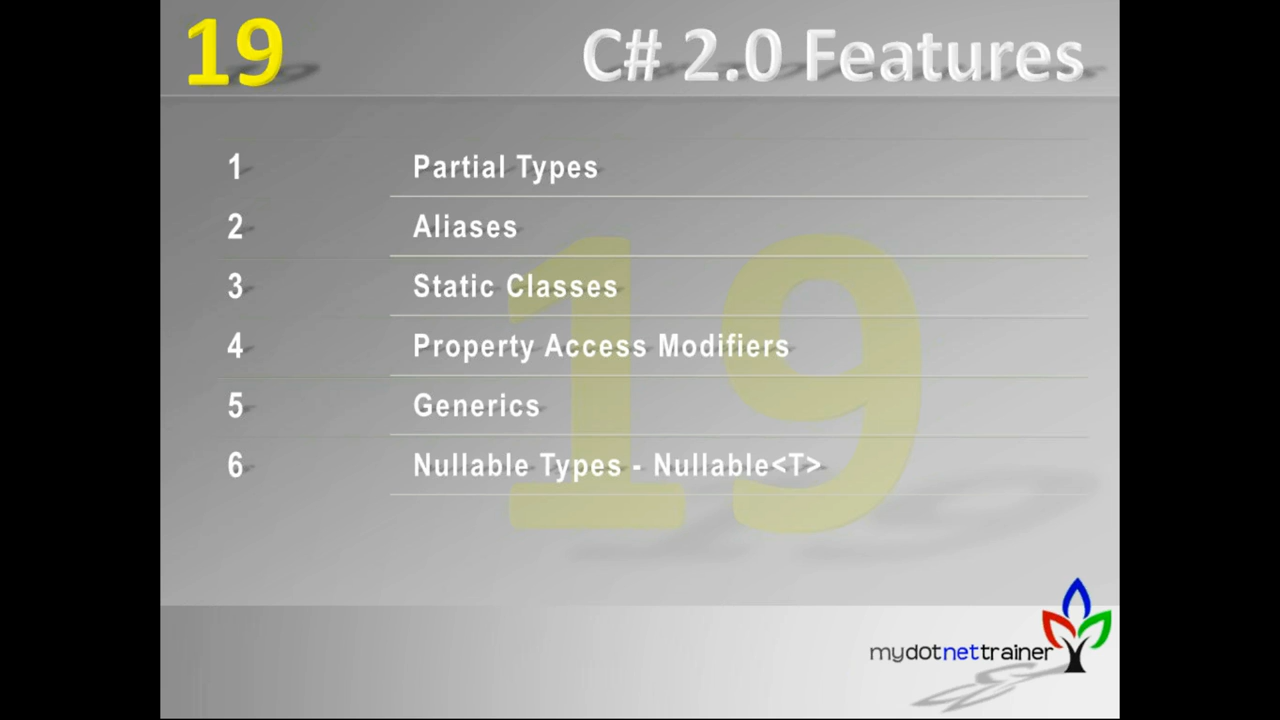 19 C# 2.0 Features
1 Partial Types
2 Aliases
3 Static Classes
4 Property Access Modifiers
5 Generics
6 Nullable Types - Nullable<T>
19
mydotnettrainer